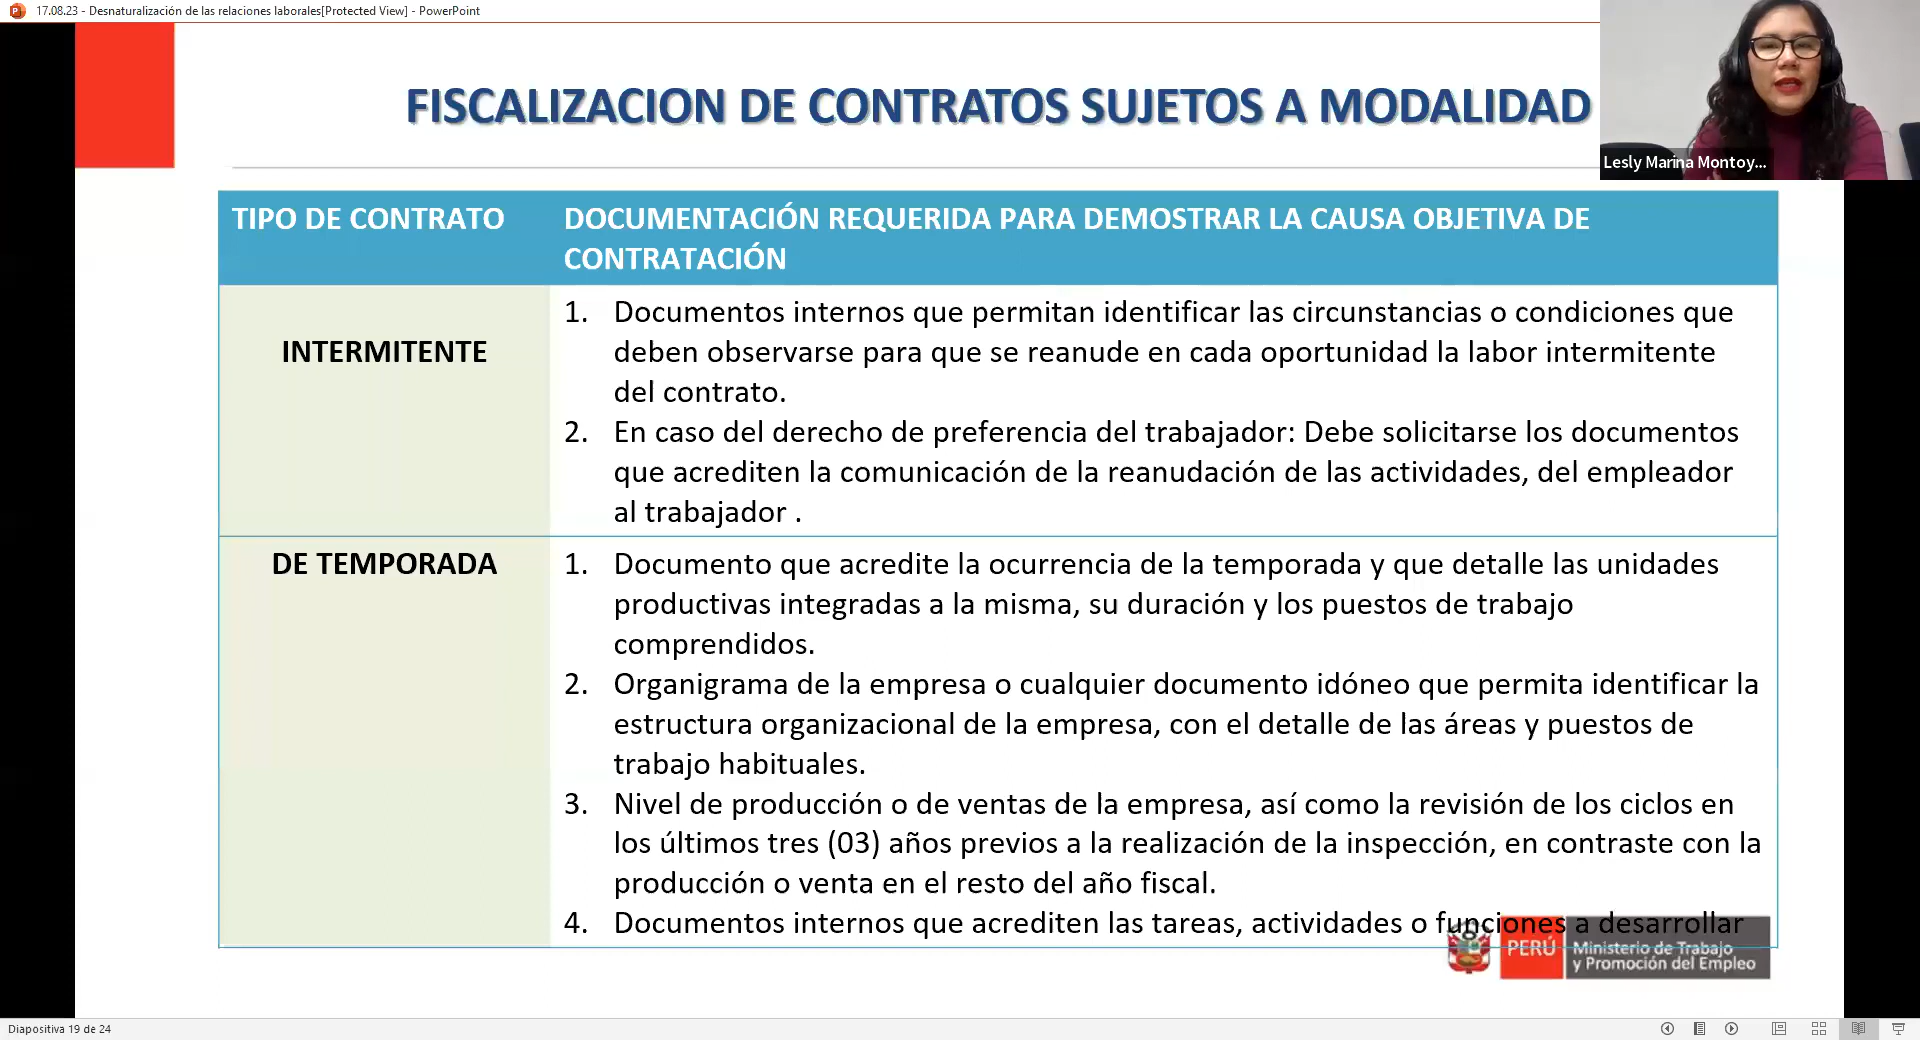 17.08.23 - Desnaturalización de las relaciones laborales[Protected View] - PowerPoint
FISCALIZACION DE CONTRATOS SUJETOS A MODALIDAD
Lesly Marina Montoy...
TIPO DE CONTRATO
DOCUMENTACIÓN REQUERIDA PARA DEMOSTRAR LA CAUSA OBJETIVA DE
CONTRATACIÓN
INTERMITENTE
1. Documentos internos que permitan identificar las circunstancias o condiciones que
deben observarse para que se reanude en cada oportunidad la labor intermitente
del contrato.
2. En caso del derecho de preferencia del trabajador: Debe solicitarse los documentos
que acrediten la comunicación de la reanudación de las actividades, del empleador
al trabajador .
DE TEMPORADA
1. Documento que acredite la ocurrencia de la temporada y que detalle las unidades
productivas integradas a la misma, su duración y los puestos de trabajo
comprendidos.
2. Organigrama de la empresa o cualquier documento idóneo que permita identificar la
estructura organizacional de la empresa, con el detalle de las áreas y puestos de
trabajo habituales.
3. Nivel de producción o de ventas de la empresa, así como la revisión de los ciclos en
los últimos tres (03) años previos a la realización de la inspección, en contraste con la
producción o venta en el resto del año fiscal.
4. Documentos internos que acrediten las tareas, actividades o funciones a desarrollar
PERÚ
Ministerio de Trabajo
y Promoción del Empleo
Diapositiva 19 de 24